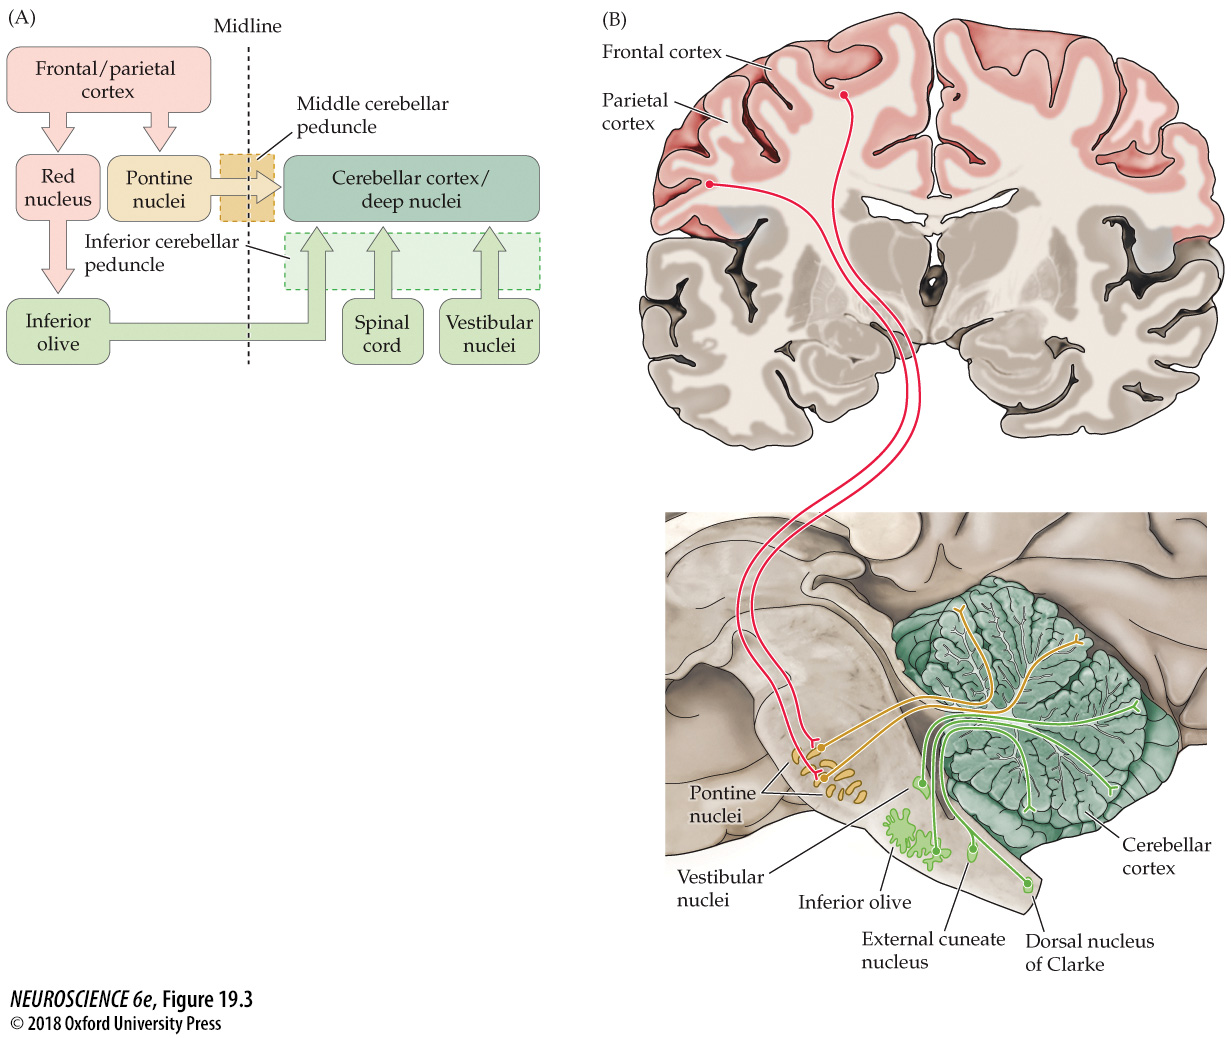 (A)
Midline
Frontal/parietal
cortex
Middle cerebellar
peduncle
Red
nucleus
Pontine
nuclei
Cerebellar cortex/
deep nuclei
Inferior cerebellar
peduncle
Inferior
olive
Spinal
cord
Vestibular
nuclei
(B)
Frontal cortex
Parietal
cortex
Pontine
nuclei
Vestibular
nuclei
Inferior olive
External cuneate
nucleus
Dorsal nucleus
of Clarke
Cerebellar
cortex
NEUROSCIENCE 6e, Figure 19.3
© 2018 Oxford University Press